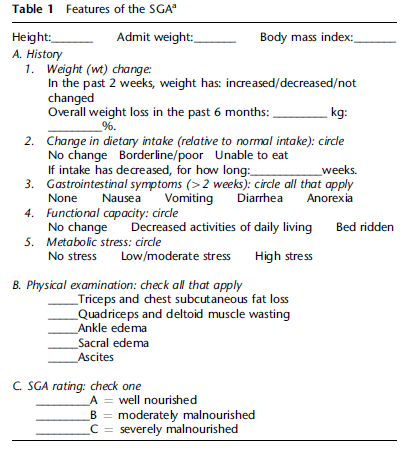 Table 1 Features of the SGAa
Height:_______ Admit weight:_______ Body mass index:_______
A. History
1. Weight (wt) change:
In the past 2 weeks, weight has: increased/decreased/not
changed
Overall weight loss in the past 6 months: _________ kg:
_________%.
2. Change in dietary intake (relative to normal intake): circle
No change Borderline/poor Unable to eat
If intake has decreased, for how long:____________weeks.
3. Gastrointestinal symptoms (>2 weeks): circle all that apply
None Nausea Vomiting Diarrhea Anorexia
4. Functional capacity: circle
No change Decreased activities of daily living Bed ridden
5. Metabolic stress: circle
No stress Low/moderate stress High stress
B. Physical examination: check all that apply
_____Triceps and chest subcutaneous fat loss
_____Quadriceps and deltoid muscle wasting
_____Ankle edema
_____Sacral edema
_____Ascites
C. SGA rating: check one
_________A = well nourished
_________B = moderately malnourished
_________C = severely malnourished